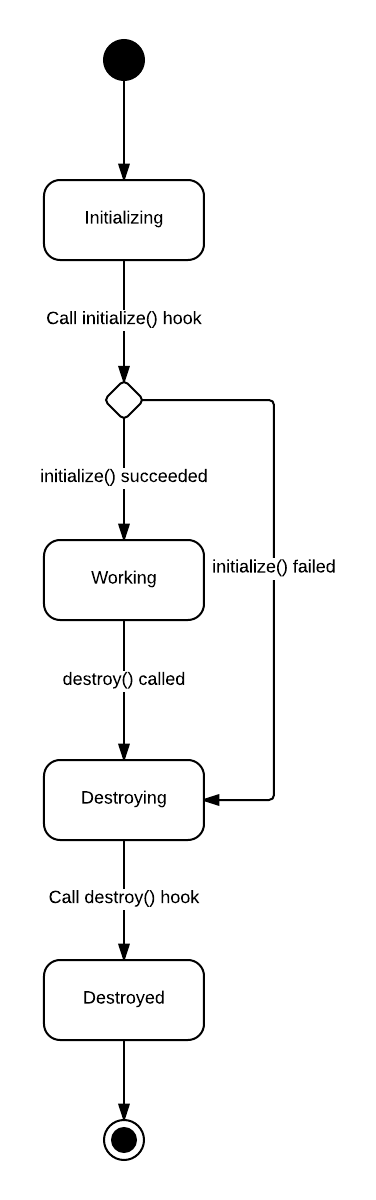 Initializing
Call initialize() hook
initialize() succeeded
initialize() failed
Working
destroy() called
Destroying
Call destroy() hook
Destroyed